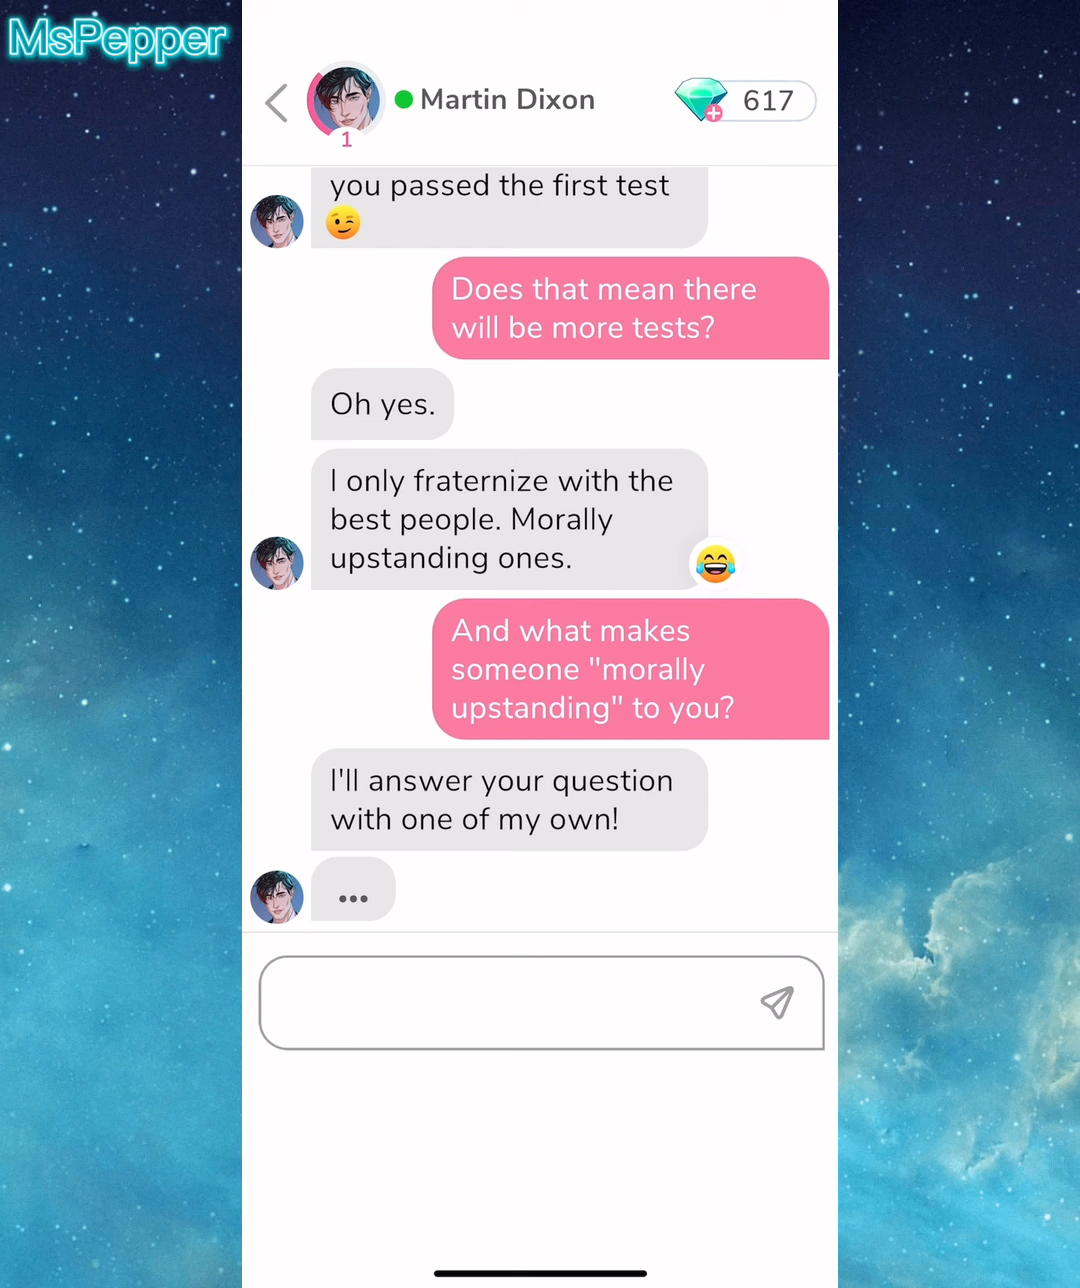 MsPepper
Martin Dixon
617
1
you passed the first test
😉
Does that mean there
will be more tests?
Oh yes.
I only fraternize with the
best people. Morally
upstanding ones.
😂
And what makes
someone "morally
upstanding" to you?
I'll answer your question
with one of my own!
...